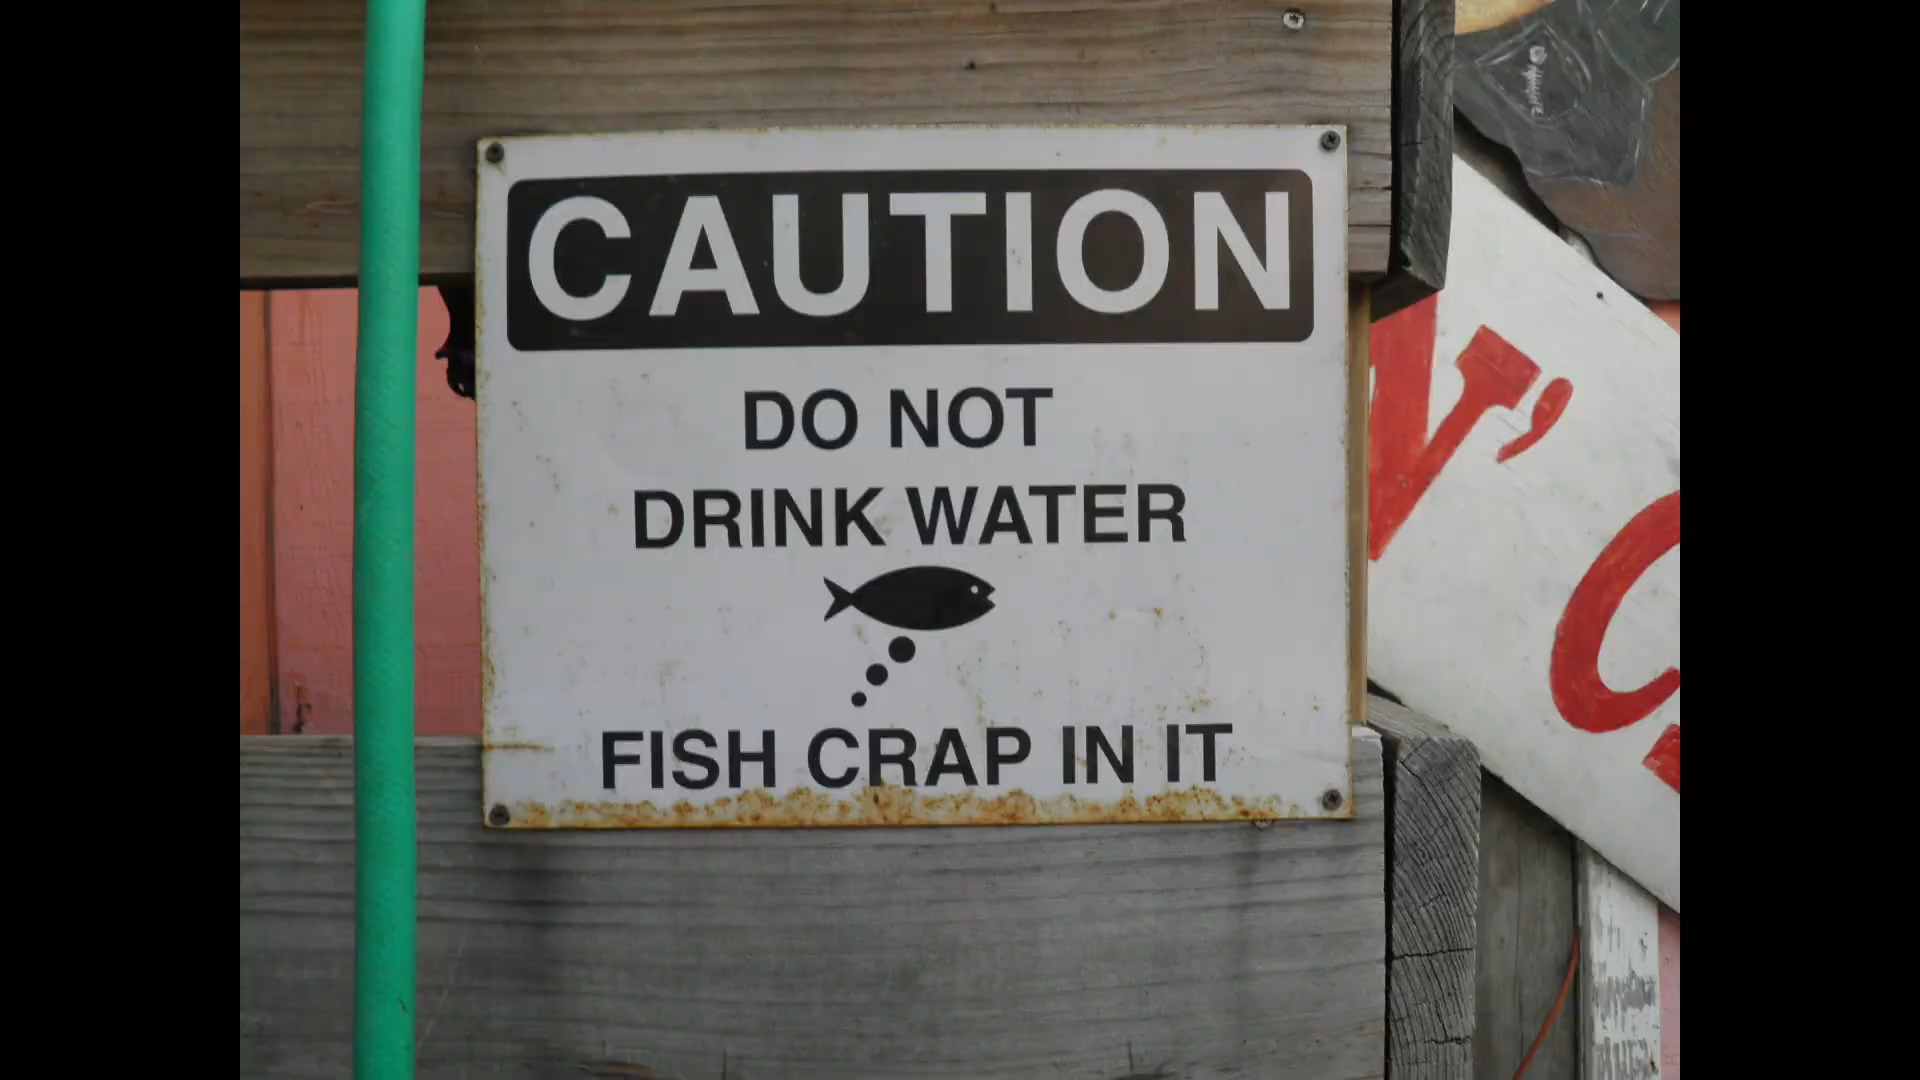 CAUTION
DO NOT
DRINK WATER
FISH CRAP IN IT
N'